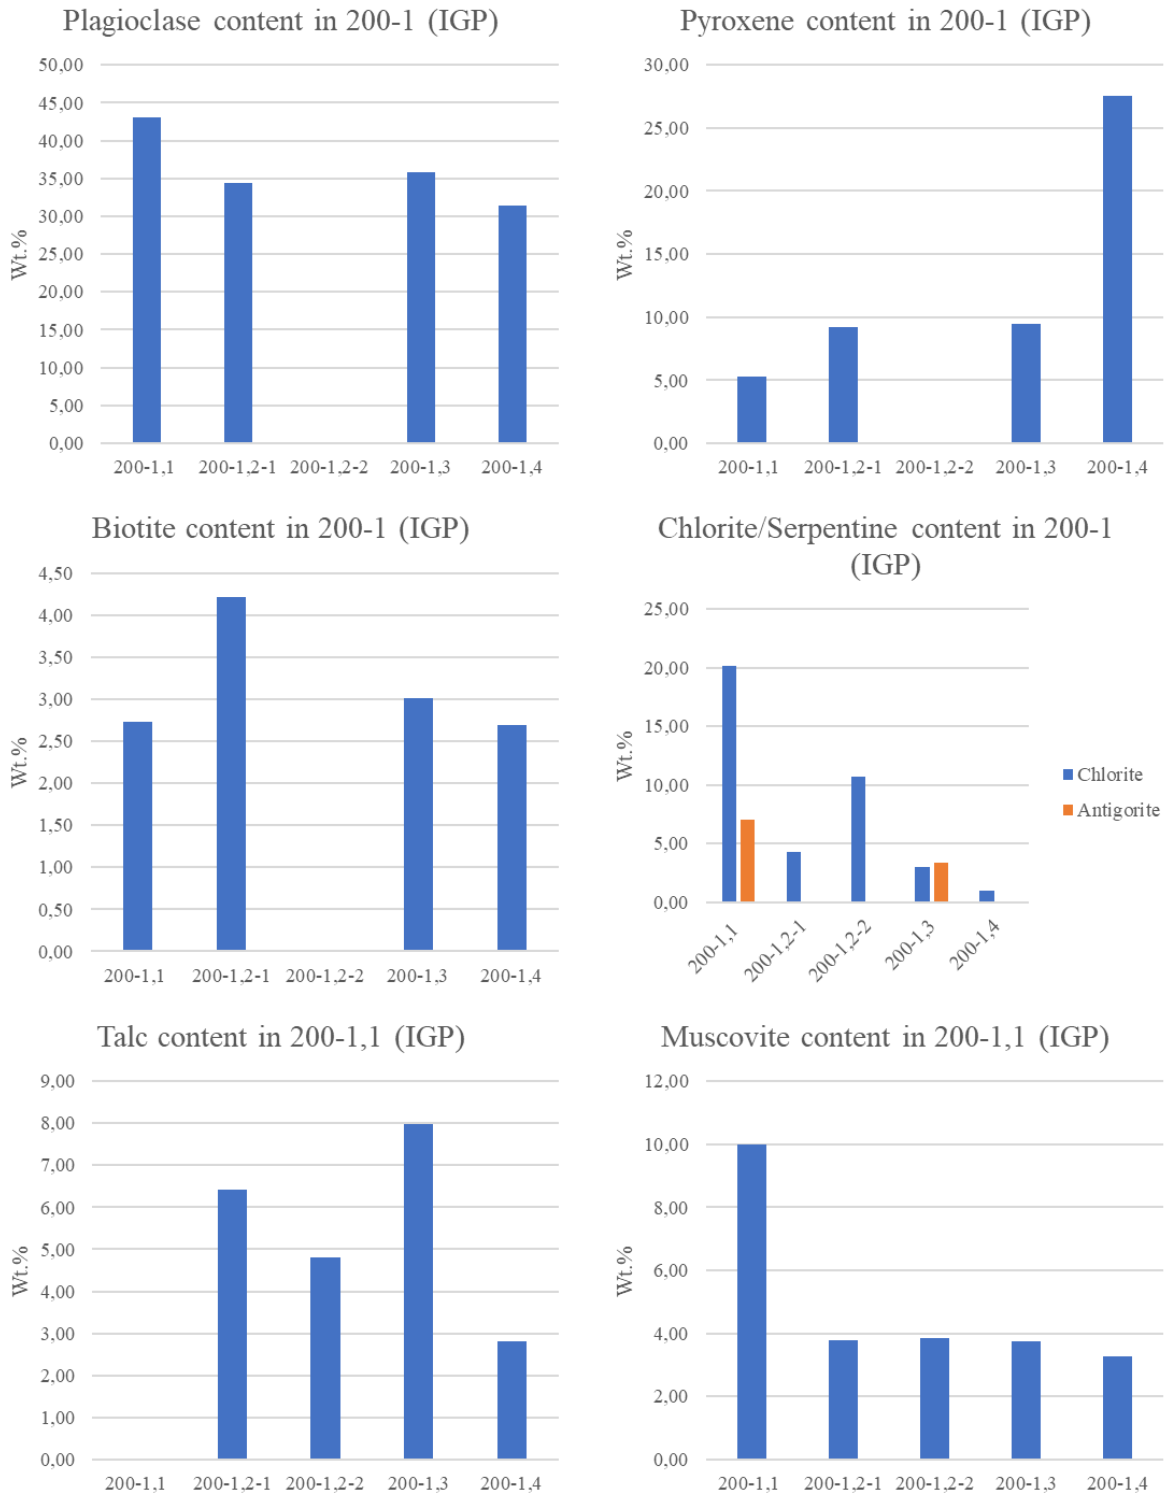 Plagioclase content in 200-1 (IGP)
50,00
45,00
40,00
35,00
30,00
25,00
20,00
15,00
10,00
5,00
0,00
Wt.%
200-1,1 200-1,2-1 200-1,2-2 200-1,3 200-1,4
Pyroxene content in 200-1 (IGP)
30,00
25,00
20,00
15,00
10,00
5,00
0,00
Wt.%
200-1,1 200-1,2-1 200-1,2-2 200-1,3 200-1,4
Biotite content in 200-1 (IGP)
4,50
4,00
3,50
3,00
2,50
2,00
1,50
1,00
0,50
0,00
Wt.%
200-1,1 200-1,2-1 200-1,2-2 200-1,3 200-1,4
Chlorite/Serpentine content in 200-1
(IGP)
25,00
20,00
15,00
10,00
5,00
0,00
Wt.%
200-1,1 200-1,2-1 200-1,2-2 200-1,3 200-1,4
Chlorite
Antigorite
Talc content in 200-1,1 (IGP)
9,00
8,00
7,00
6,00
5,00
4,00
3,00
2,00
1,00
0,00
Wt.%
200-1,1 200-1,2-1 200-1,2-2 200-1,3 200-1,4
Muscovite content in 200-1,1 (IGP)
12,00
10,00
8,00
6,00
4,00
2,00
0,00
Wt.%
200-1,1 200-1,2-1 200-1,2-2 200-1,3 200-1,4